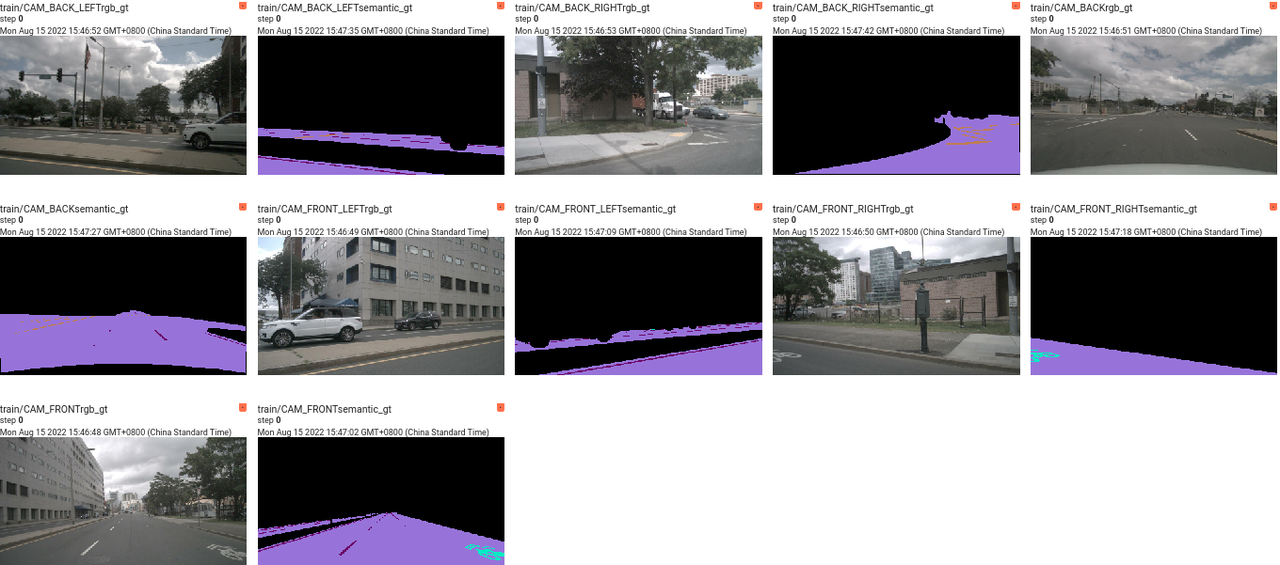 train/CAM_BACK_LEFTrgb_gt
step 0
Mon Aug 15 2022 15:46:52 GMT+0800 (China Standard Time)
train/CAM_BACK_LEFTsemantic_gt
step 0
Mon Aug 15 2022 15:47:35 GMT+0800 (China Standard Time)
train/CAM_BACK_RIGHTrgb_gt
step 0
Mon Aug 15 2022 15:46:53 GMT+0800 (China Standard Time)
train/CAM_BACK_RIGHTsemantic_gt
step 0
Mon Aug 15 2022 15:47:42 GMT+0800 (China Standard Time)
train/CAM_BACKrgb_gt
step 0
Mon Aug 15 2022 15:46:51 GMT+0800 (China Standard Time)
train/CAM_BACKsemantic_gt
step 0
Mon Aug 15 2022 15:47:27 GMT+0800 (China Standard Time)
train/CAM_FRONT_LEFTrgb_gt
step 0
Mon Aug 15 2022 15:46:49 GMT+0800 (China Standard Time)
train/CAM_FRONT_LEFTsemantic_gt
step 0
Mon Aug 15 2022 15:47:09 GMT+0800 (China Standard Time)
train/CAM_FRONT_RIGHTrgb_gt
step 0
Mon Aug 15 2022 15:46:50 GMT+0800 (China Standard Time)
train/CAM_FRONT_RIGHTsemantic_gt
step 0
Mon Aug 15 2022 15:47:18 GMT+0800 (China Standard Time)
train/CAM_FRONTrgb_gt
step 0
Mon Aug 15 2022 15:46:48 GMT+0800 (China Standard Time)
train/CAM_FRONTsemantic_gt
step 0
Mon Aug 15 2022 15:47:02 GMT+0800 (China Standard Time)